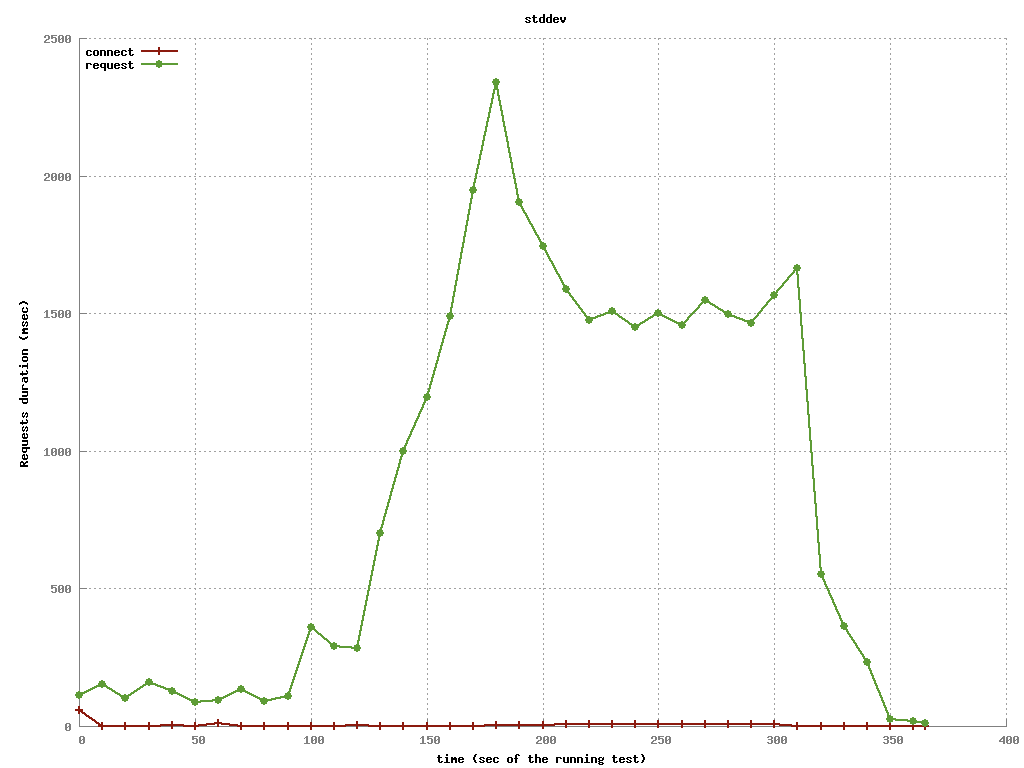 stddev
2500
connect
request
2000
1500
1000
500
0
Requests duration (msec)
0 50 100 150 200 250 300 350 400
time (sec of the running test)